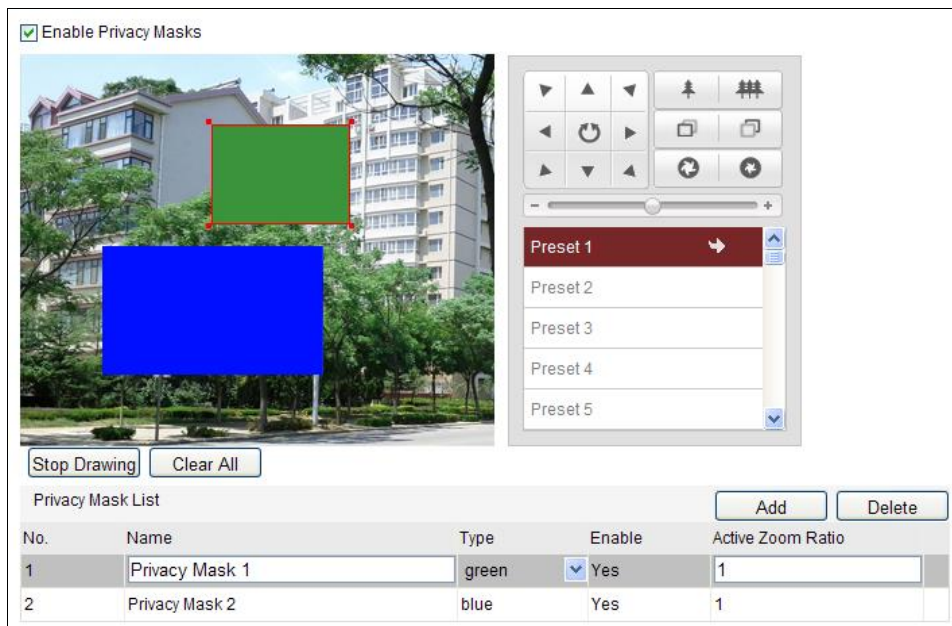 Enable Privacy Masks
Preset 1
Preset 2
Preset 3
Preset 4
Preset 5
Stop Drawing Clear All
Privacy Mask List Add Delete
No. Name Type Enable Active Zoom Ratio
1 Privacy Mask 1 green Yes 1
2 Privacy Mask 2 blue Yes 1